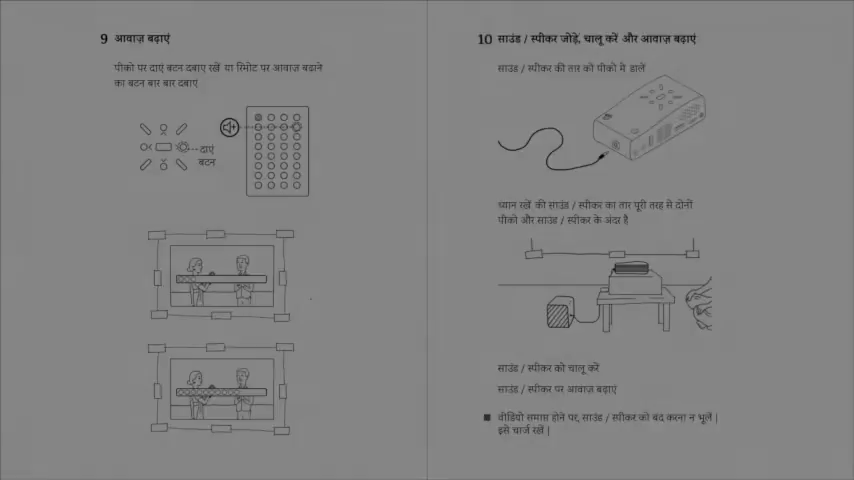 9 आवाज़ बढ़ाएं
पीको पर दाएं बटन दबाए रखें या रिमोट पर आवाज बढाने
का बटन बार बार दबाएं
दाएं
बटन
10 साउंड / स्पीकर जोड़ें, चालू करें और आवाज़ बढ़ाएं
साउंड / स्पीकर की तार को पीको में डालें
ध्यान रखें की साउंड / स्पीकर का तार पूरी तरह से दोनों
पीको और साउंड / स्पीकर के अंदर है
साउंड / स्पीकर को चालू करें
साउंड / स्पीकर पर आवाज़ बढ़ाएं
■ वीडियो समाप्त होने पर, साउंड / स्पीकर को बंद करना न भूलें |
इसे चार्ज रखें |